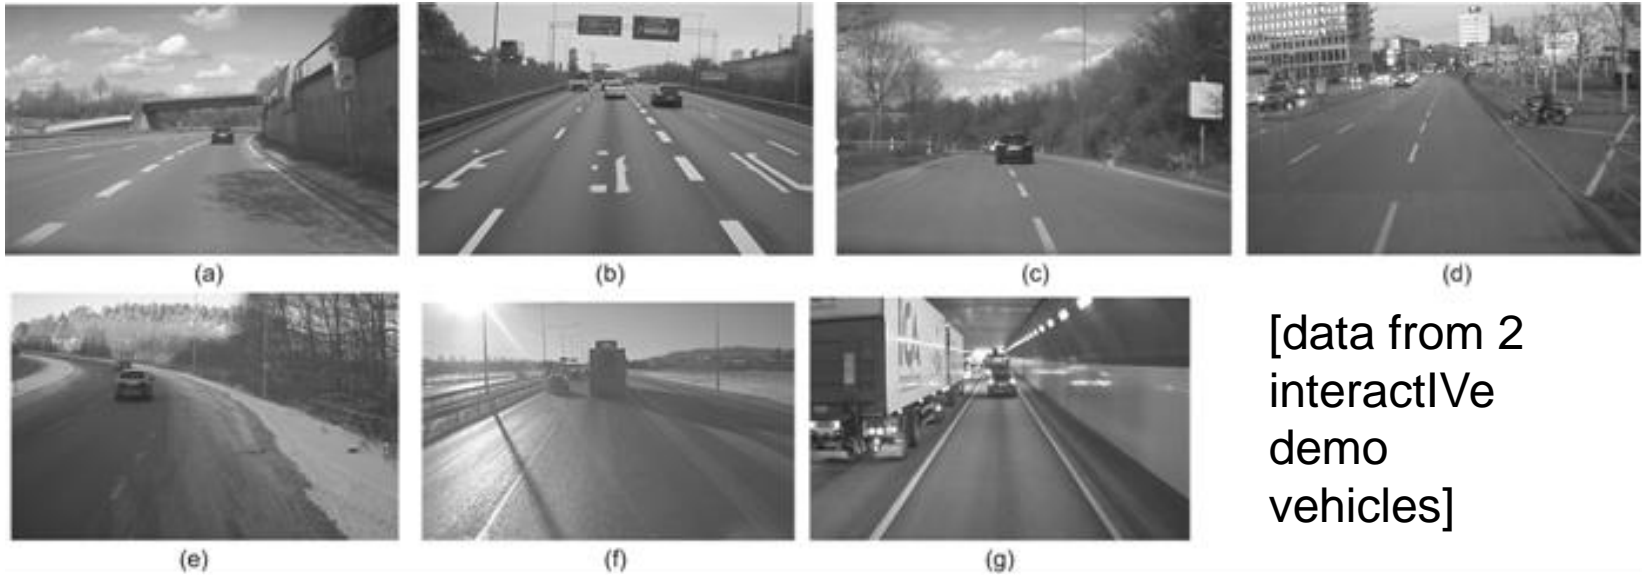 (a)
(b)
(c)
(d)
(e)
(f)
(g)
[data from 2
interactIVe
demo
vehicles]